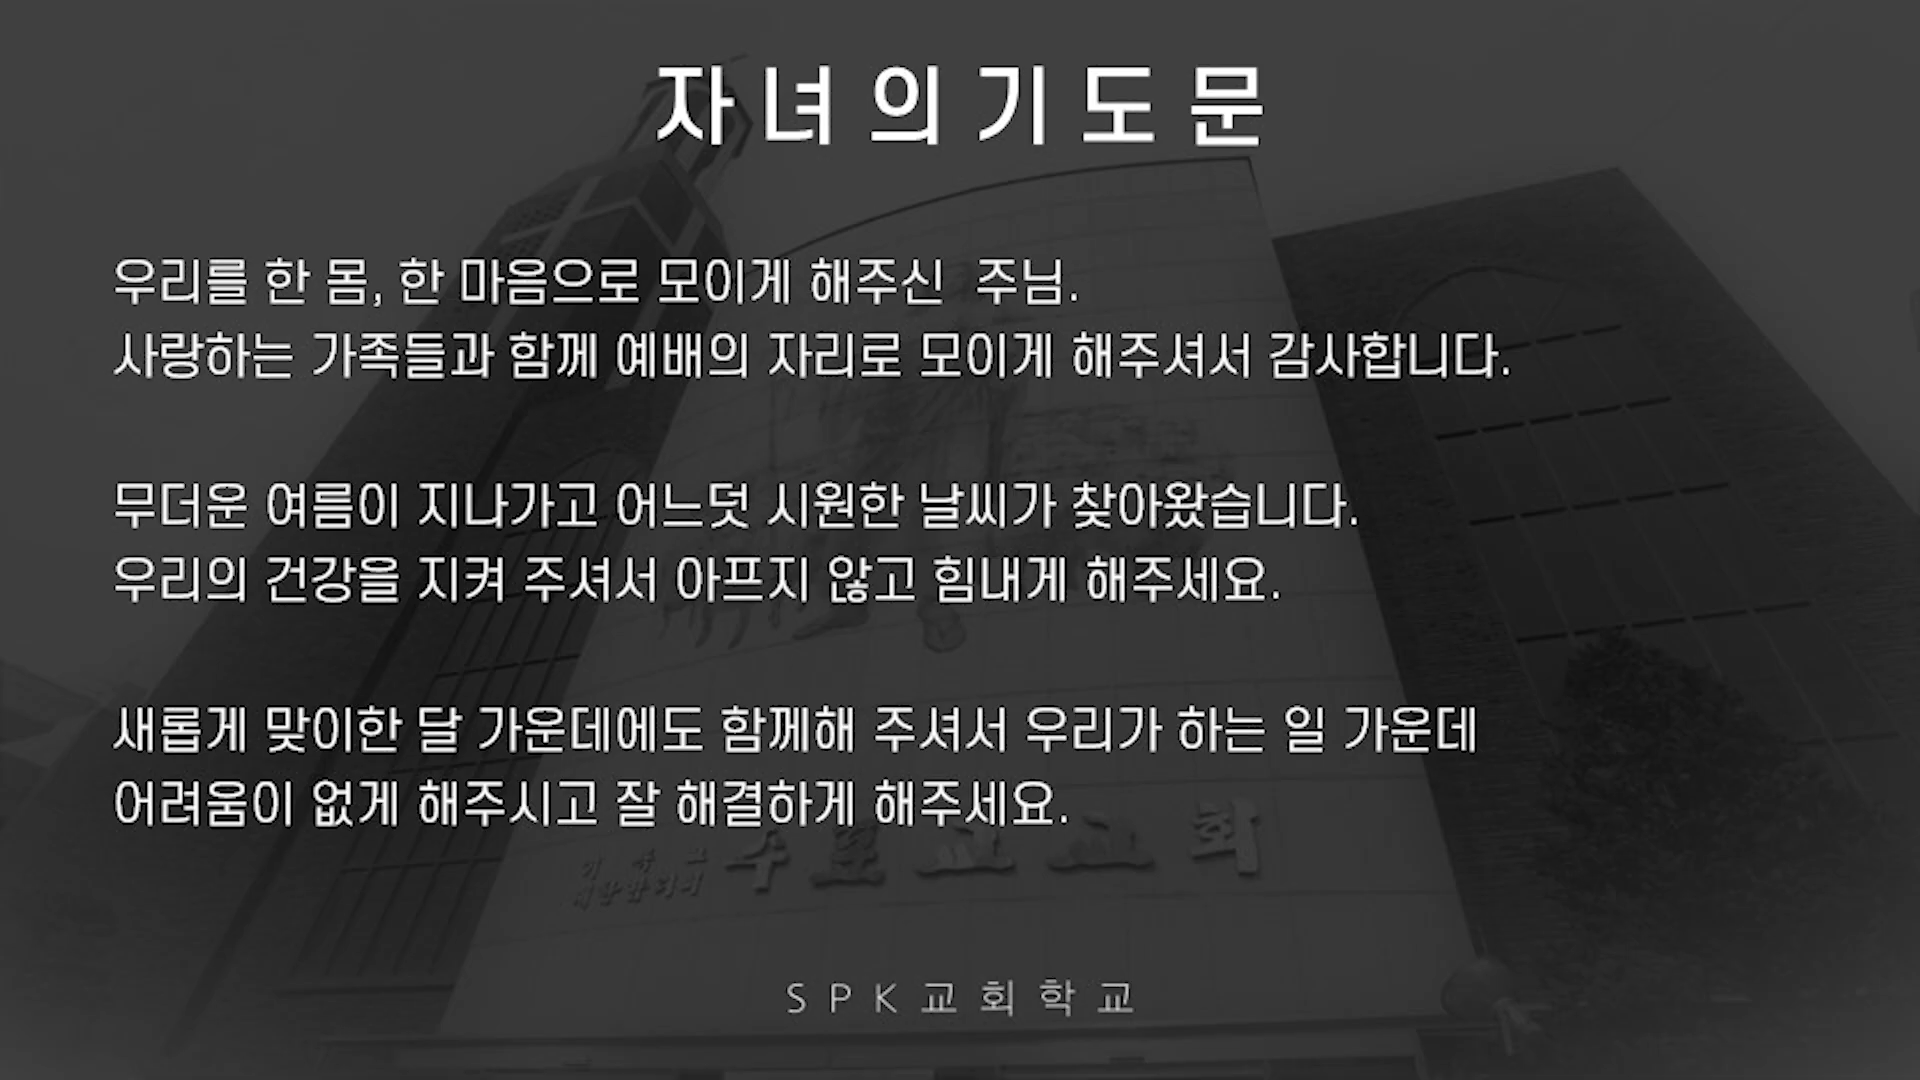 자녀의기도문
우리를 한 몸, 한 마음으로 모이게 해주신 주님.
사랑하는 가족들과 함께 예배의 자리로 모이게 해주셔서 감사합니다.
무더운 여름이 지나가고 어느덧 시원한 날씨가 찾아왔습니다.
우리의 건강을 지켜 주셔서 아프지 않고 힘내게 해주세요.
새롭게 맞이한 달 가운데에도 함께해 주셔서 우리가 하는 일 가운데
어려움이 없게 해주시고 잘 해결하게 해주세요.
교회
SPK교회학교